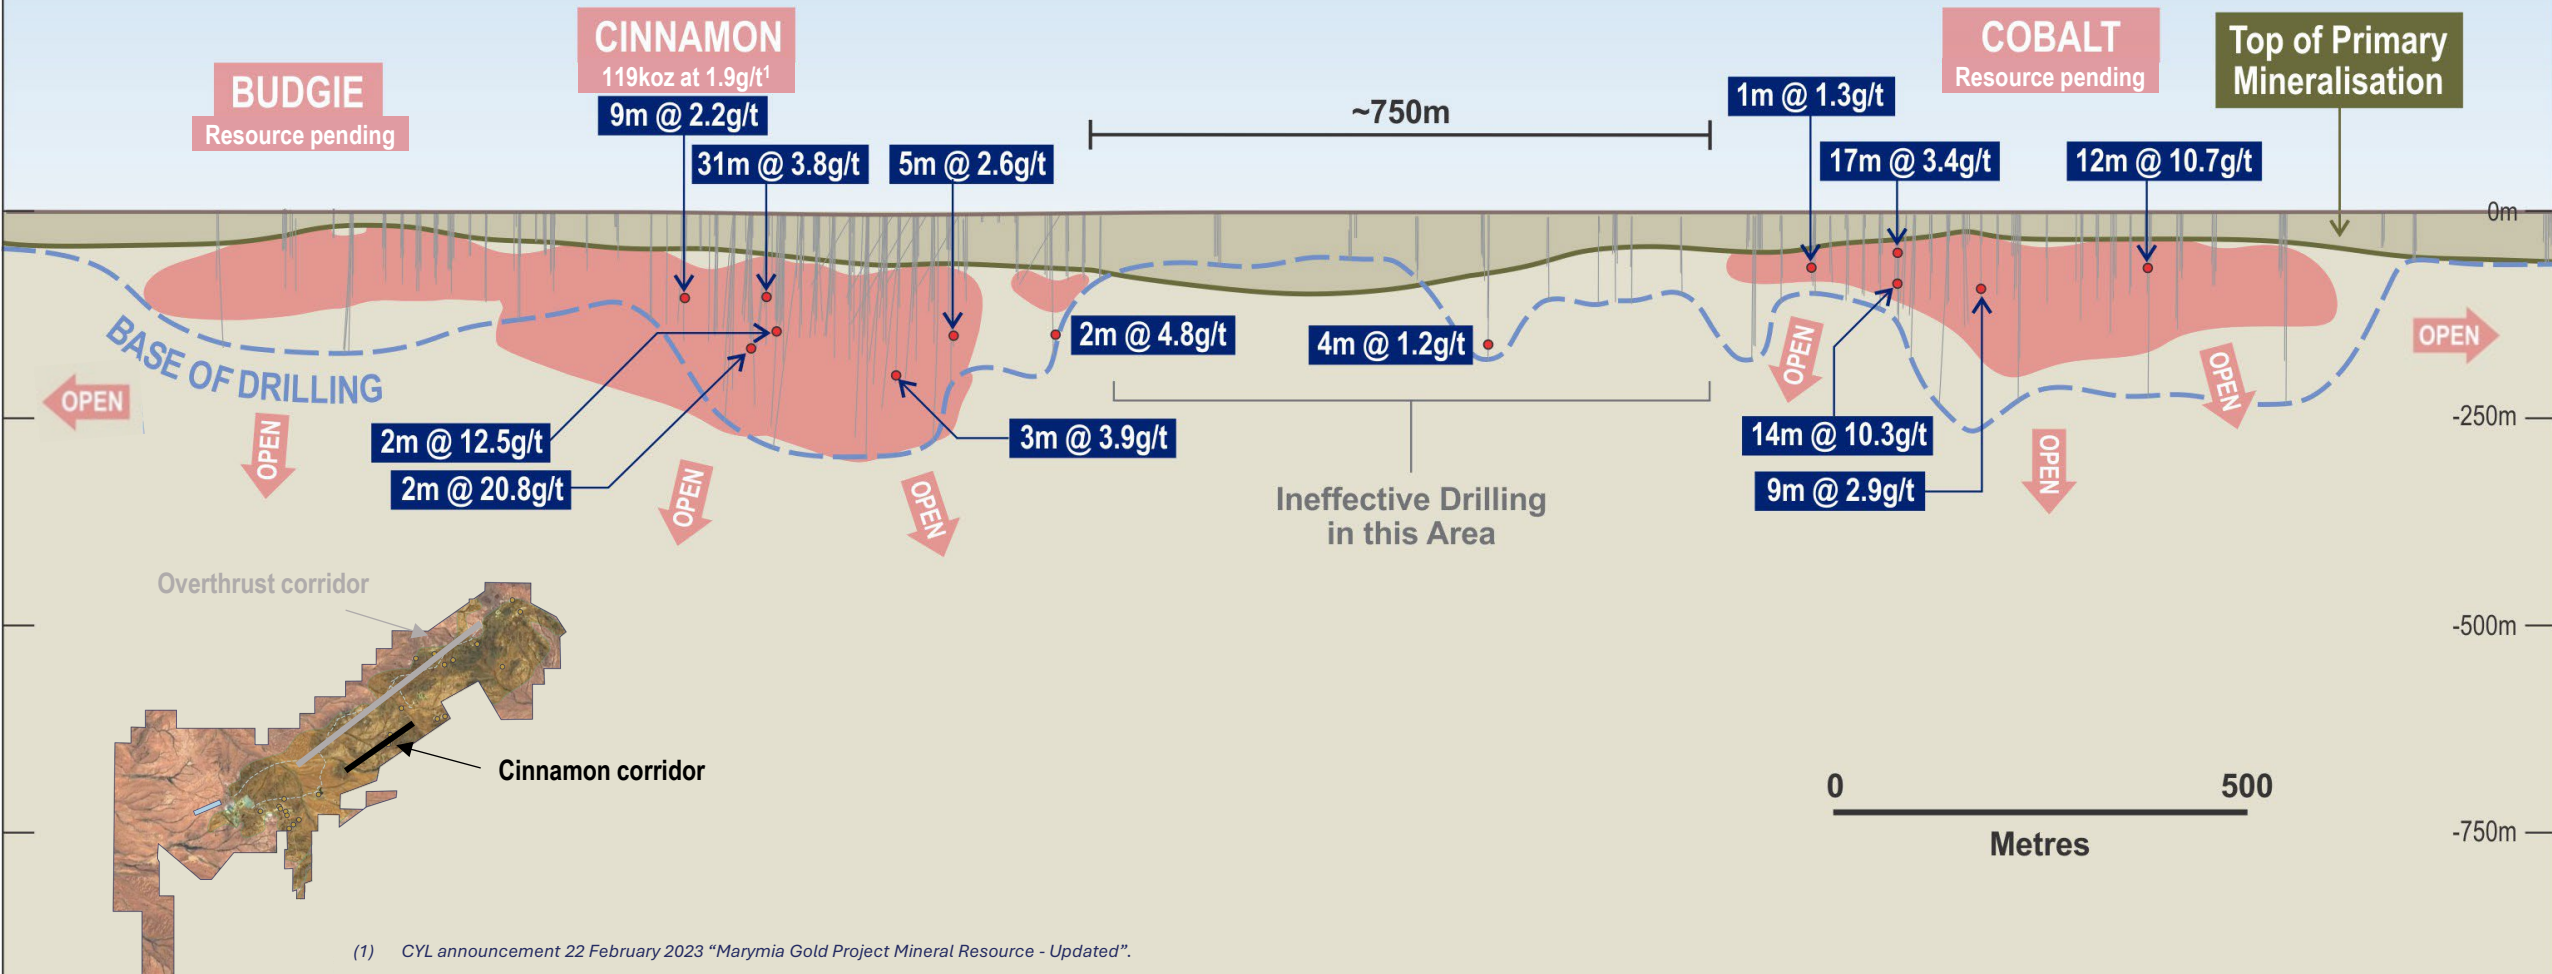 BUDGIE
Resource pending
CINNAMON
119koz at 1.9g/t¹
9m @ 2.2g/t
31m @ 3.8g/t
5m @ 2.6g/t
~750m
COBALT
Resource pending
Top of Primary
Mineralisation
1m @ 1.3g/t
17m @ 3.4g/t
12m @ 10.7g/t
0m
BASE OF DRILLING
2m @ 4.8g/t
4m @ 1.2g/t
OPEN
OPEN
OPEN
OPEN
OPEN
OPEN
OPEN
OPEN
2m @ 12.5g/t
2m @ 20.8g/t
3m @ 3.9g/t
14m @ 10.3g/t
9m @ 2.9g/t
-250m
Ineffective Drilling
in this Area
Overthrust corridor
Cinnamon corridor
-500m
0
500
Metres
-750m
(1) CYL announcement 22 February 2023 “Marymia Gold Project Mineral Resource - Updated”.